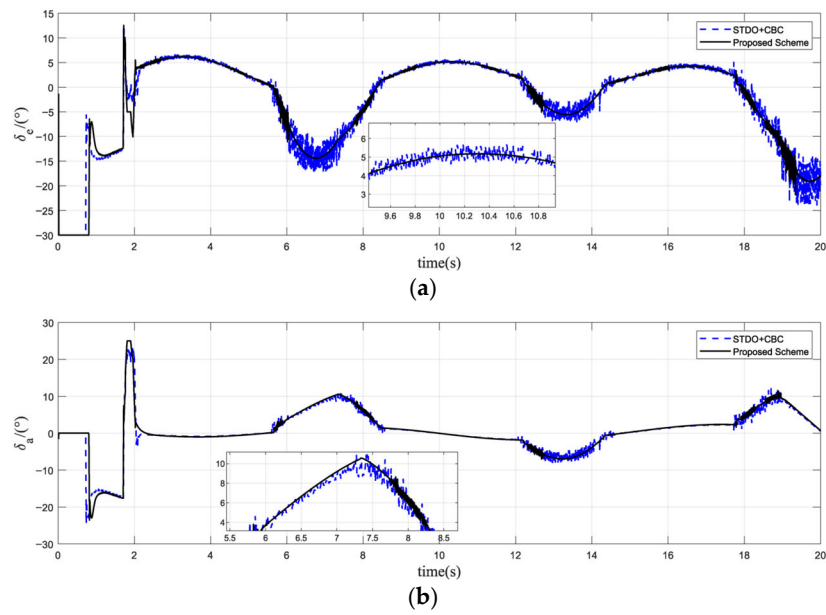 15
10
5
0
-5
-10
-15
-20
-25
-30
δe/(°)
STDO+CBC
Proposed Scheme
6
5
4
3
9.6 9.8 10 10.2 10.4 10.6 10.8
0 2 4 6 8 10 12 14 16 18 20
time(s)
(a)
30
20
10
0
-10
-20
-30
δa/(°)
STDO+CBC
Proposed Scheme
10
8
6
4
5.5 6 6.5 7 7.5 8 8.5
0 2 4 6 8 10 12 14 16 18 20
time(s)
(b)